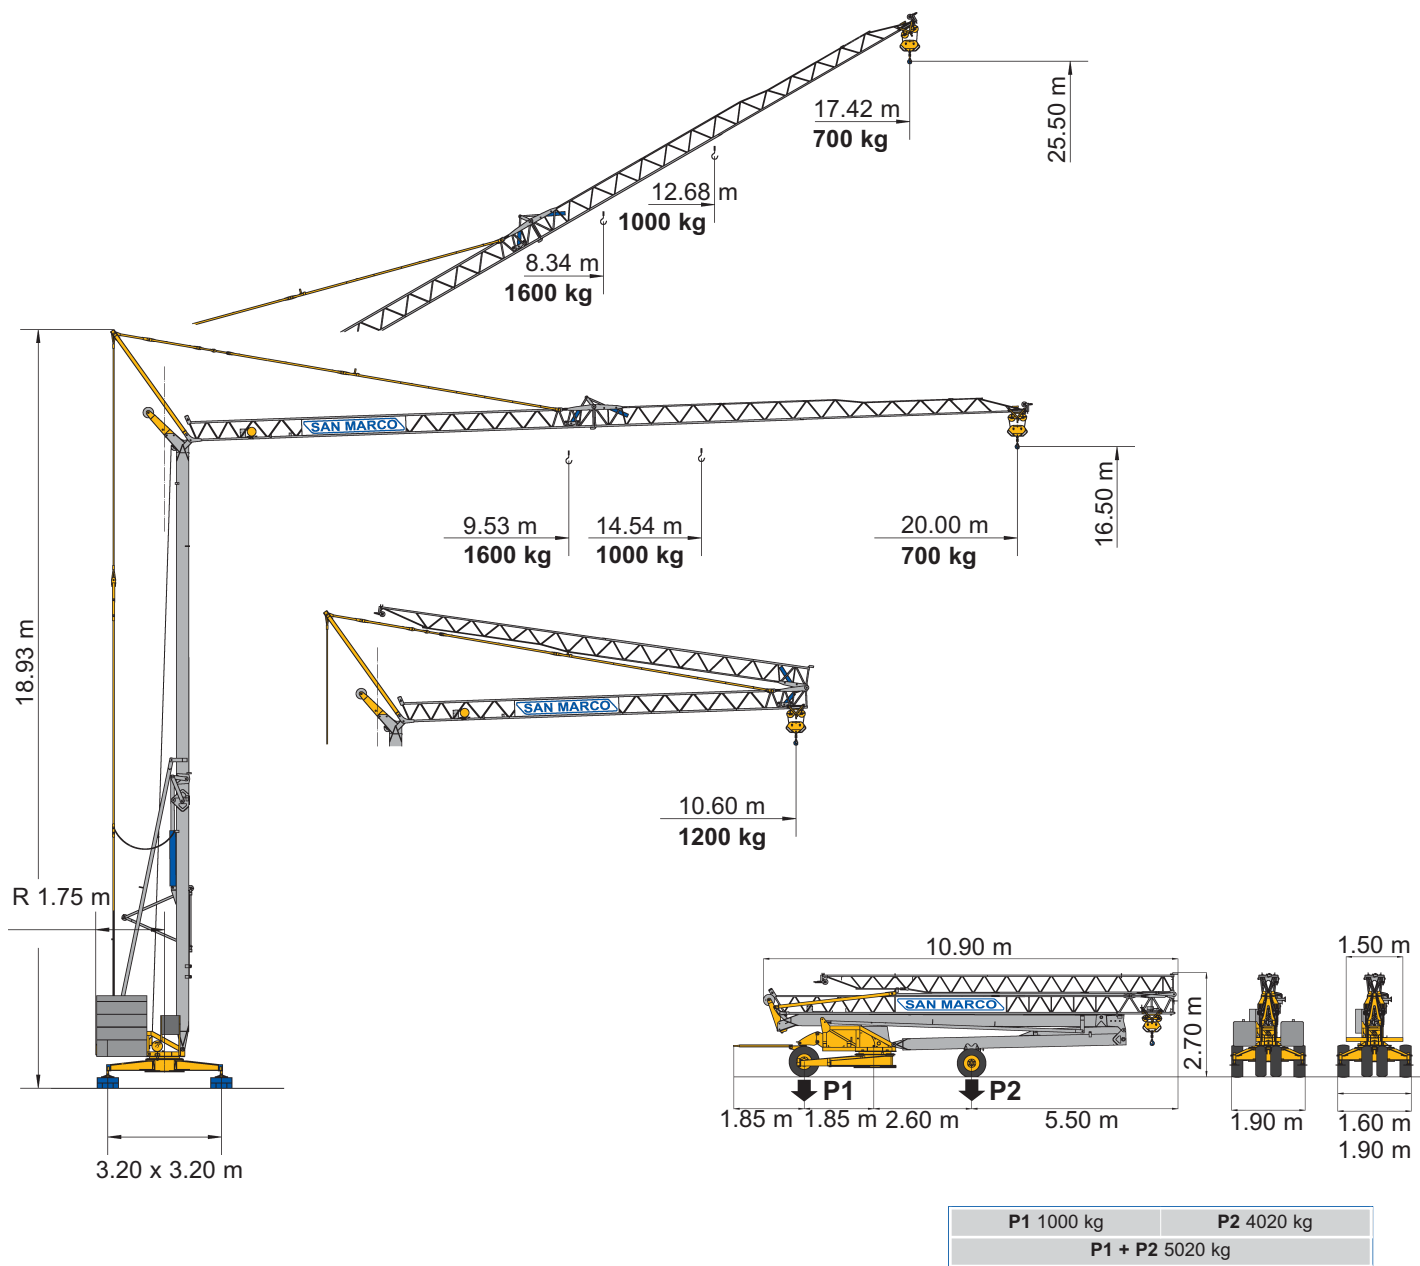 17.42 m
700 kg
25.50 m
12.68 m
1000 kg
8.34 m
1600 kg
SAN MARCO
9.53 m
1600 kg
14.54 m
1000 kg
20.00 m
700 kg
16.50 m
18.93 m
SAN MARCO
10.60 m
1200 kg
R 1.75 m
3.20 x 3.20 m
10.90 m
SAN MARCO
2.70 m
P1
P2
1.85 m
1.85 m
2.60 m
5.50 m
1.90 m
1.50 m
1.60 m
1.90 m
P1 1000 kg
P2 4020 kg
P1 + P2 5020 kg